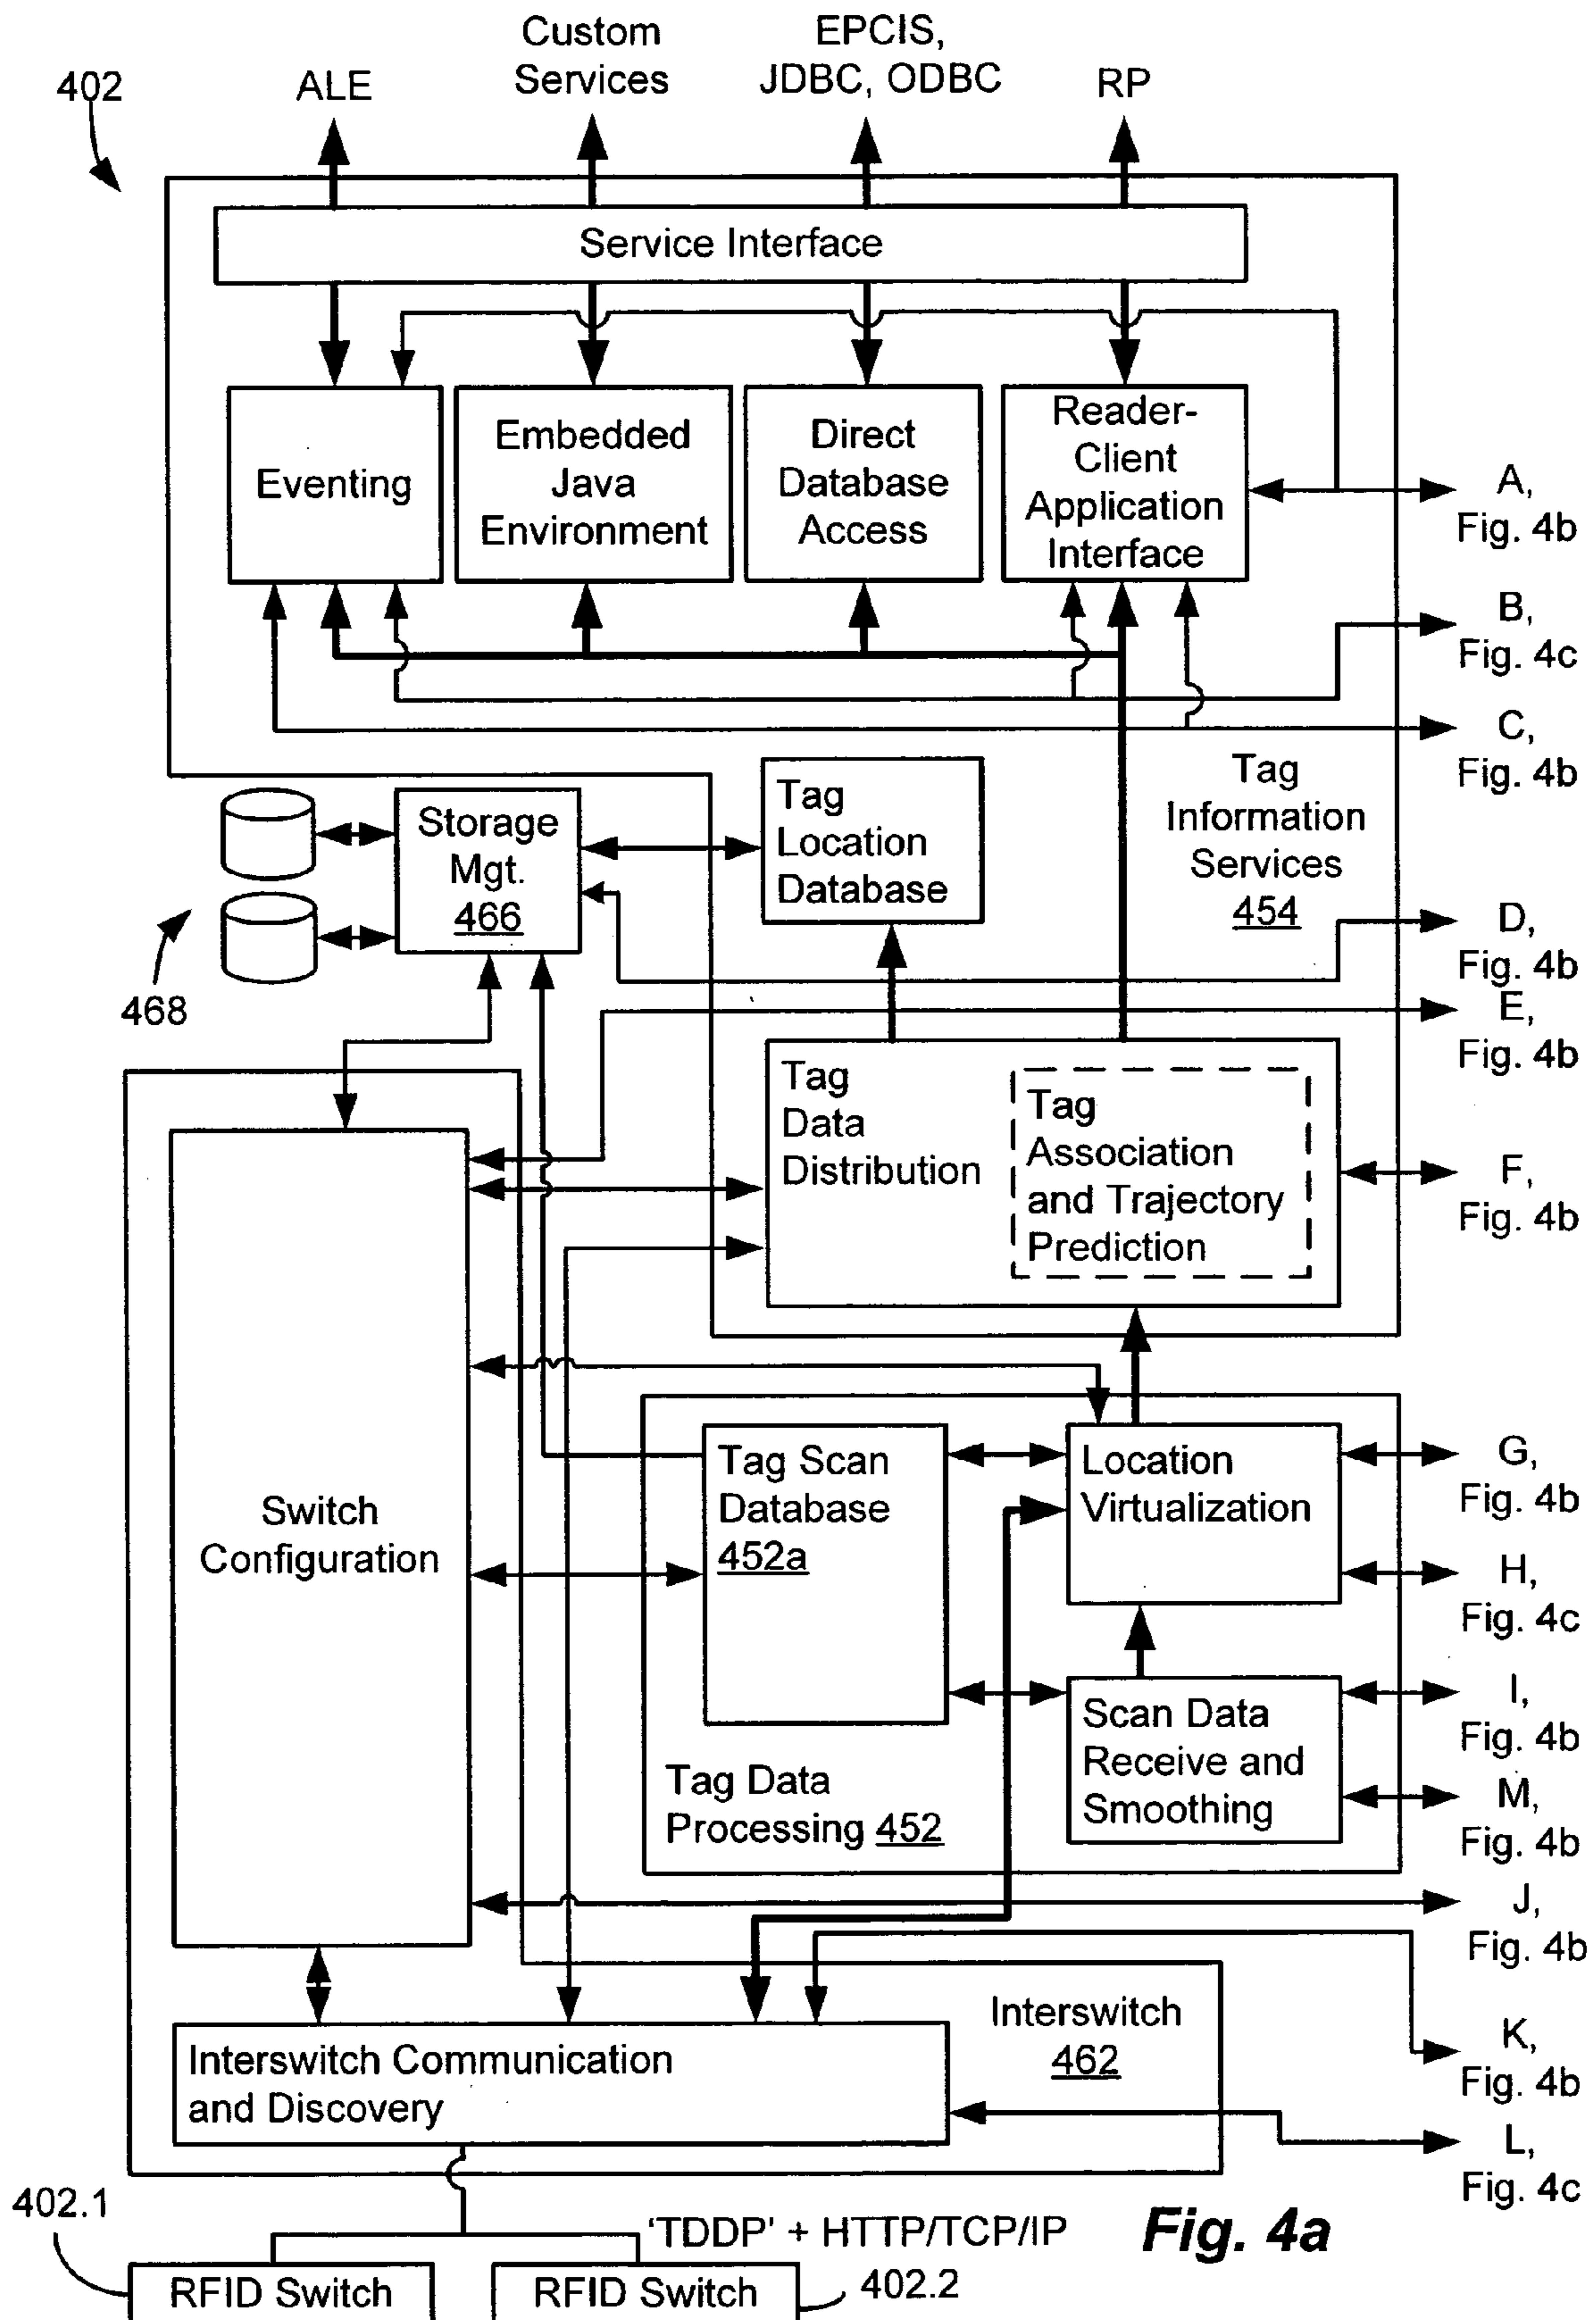 402
ALE
Custom
Services
EPCIS,
JDBC, ODBC
RP
Service Interface
Eventing
Embedded
Java
Environment
Direct
Database
Access
Reader-
Client
Application
Interface
A,
Fig. 4b
B,
Fig. 4c
C,
Fig. 4b
Tag
Information
Services
454
Storage
Mgt.
466
Tag
Location
Database
468
D,
Fig. 4b
E,
Fig. 4b
Tag
Data
Distribution
Tag
Association
and Trajectory
Prediction
F,
Fig. 4b
Switch
Configuration
Tag Scan
Database
452a
Location
Virtualization
G,
Fig. 4b
H,
Fig. 4c
Scan Data
Receive and
Smoothing
I,
Fig. 4b
M,
Fig. 4b
Tag Data
Processing 452
J,
Fig. 4b
Interswitch
462
K,
Fig. 4b
Interswitch Communication
and Discovery
L,
Fig. 4c
402.1
'TDDP' + HTTP/TCP/IP
Fig. 4a
RFID Switch
RFID Switch
402.2